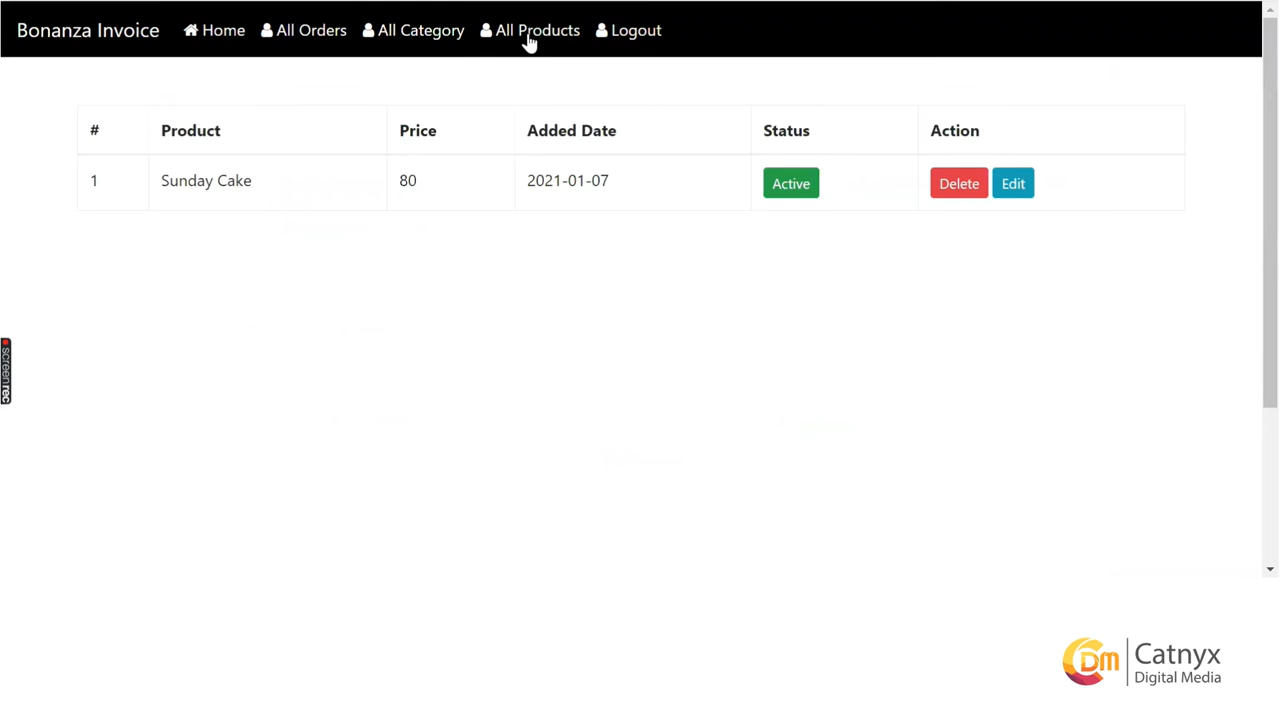 Bonanza Invoice Home All Orders All Category All Products Logout
# Product Price Added Date Status Action
1 Sunday Cake 80 2021-01-07 Active Delete Edit
screenrec
DM Catnyx
Digital Media